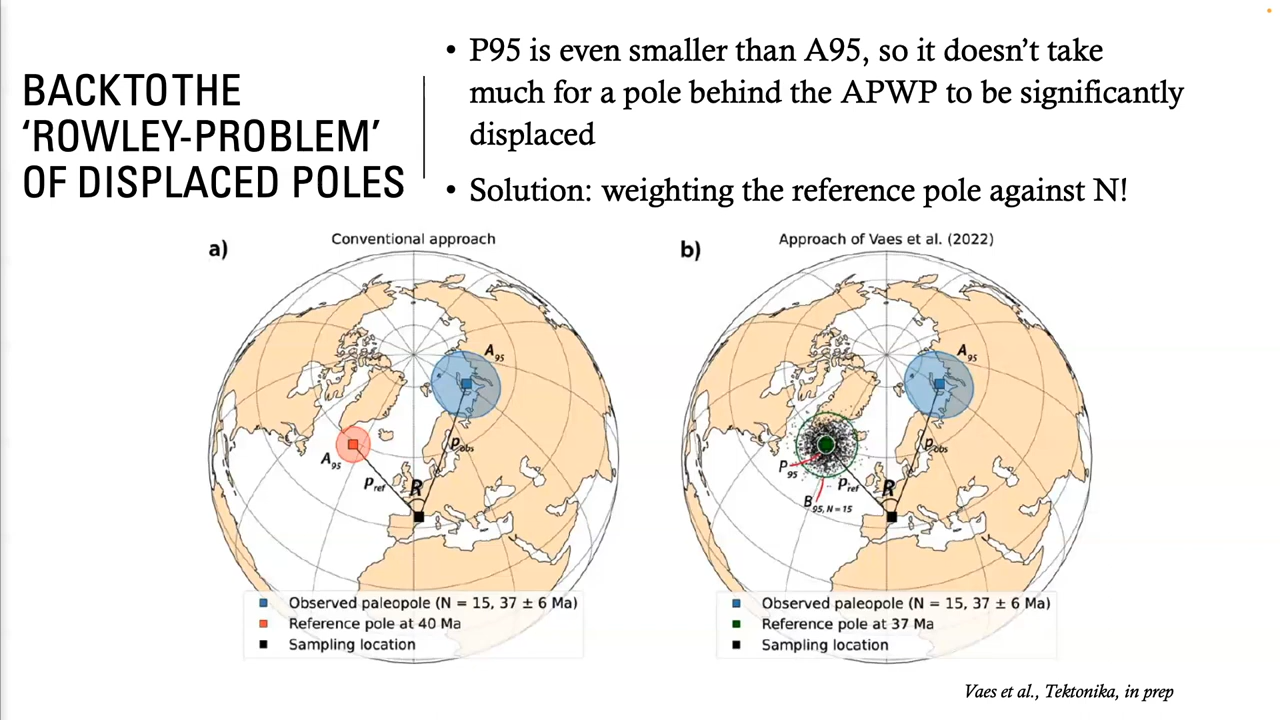 BACK TO THE
‘ROWLEY-PROBLEM’
OF DISPLACED POLES
• P95 is even smaller than A95, so it doesn’t take
much for a pole behind the APWP to be significantly
displaced
• Solution: weighting the reference pole against N!
a)
Conventional approach
A95
Pobs
A95
Pref
R
Observed paleopole (N = 15, 37 ± 6 Ma)
Reference pole at 40 Ma
Sampling location
b)
Approach of Vaes et al. (2022)
A95
Pobs
P95
Pref
B95, N = 15
R
Observed paleopole (N = 15, 37 ± 6 Ma)
Reference pole at 37 Ma
Sampling location
Vaes et al., Tektonika, in prep